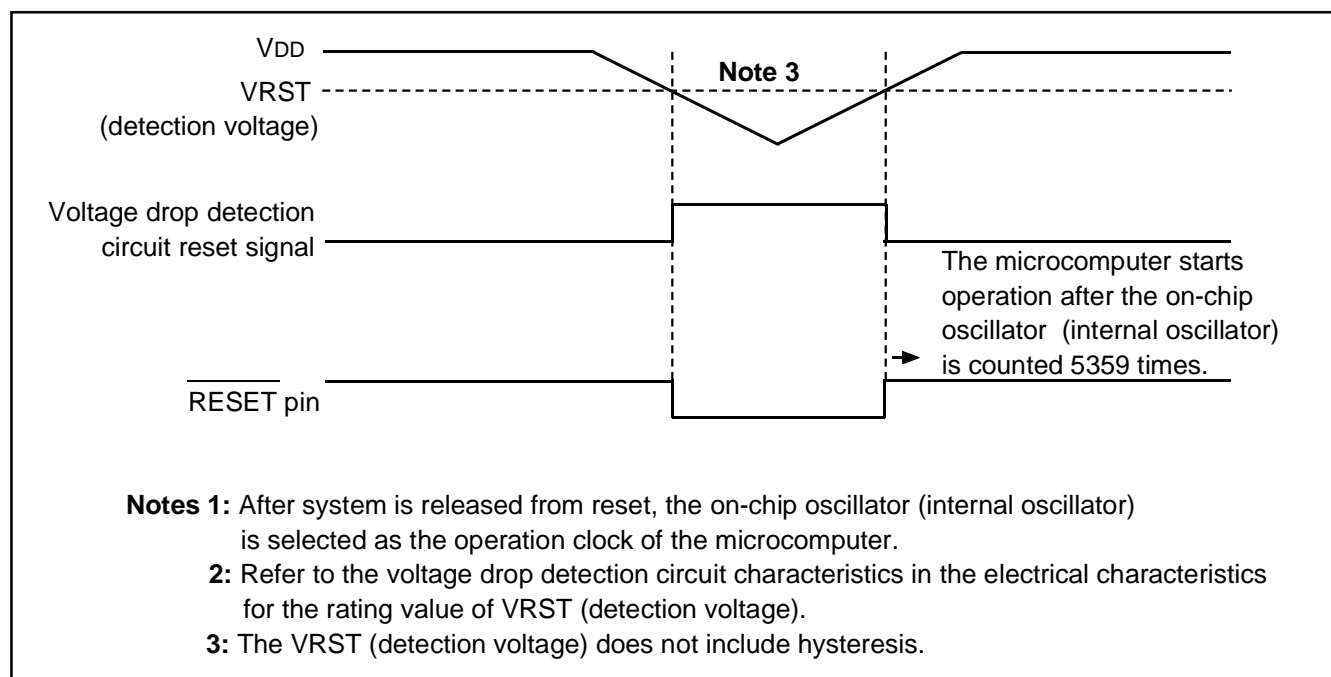 VDD
VRST
(detection voltage)
Note 3
Voltage drop detection
circuit reset signal
The microcomputer starts
operation after the on-chip
oscillator (internal oscillator)
is counted 5359 times.
RESET pin
Notes 1: After system is released from reset, the on-chip oscillator (internal oscillator)
is selected as the operation clock of the microcomputer.
2: Refer to the voltage drop detection circuit characteristics in the electrical characteristics
for the rating value of VRST (detection voltage).
3: The VRST (detection voltage) does not include hysteresis.